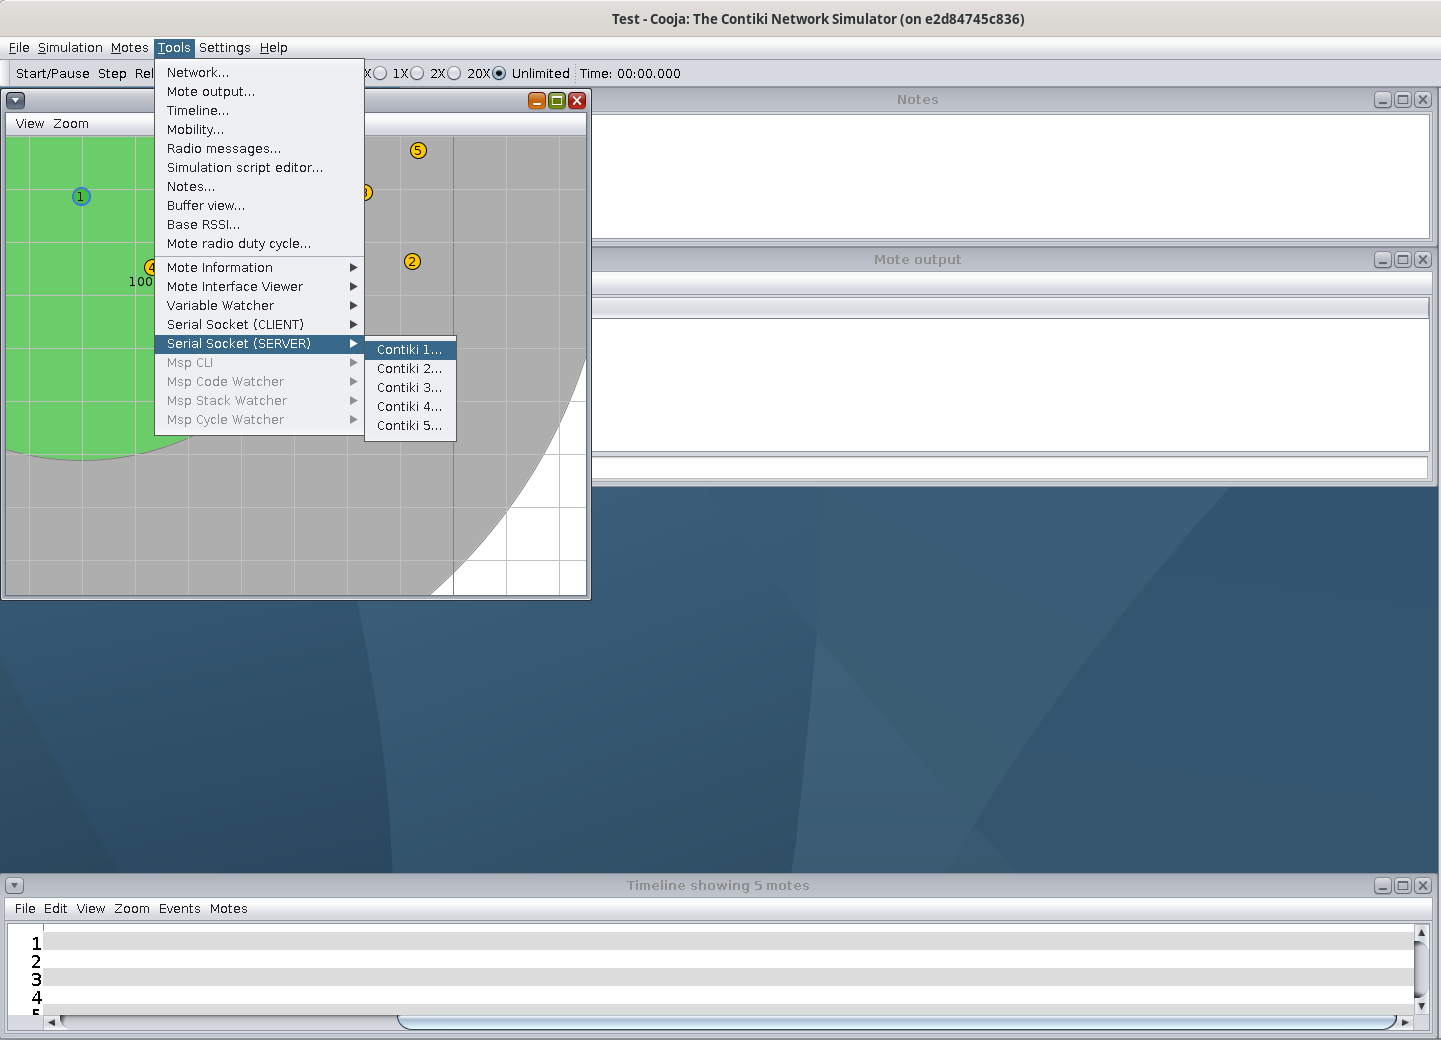 Test - Cooja: The Contiki Network Simulator (on e2d84745c836)
File Simulation Motes Tools Settings Help
Start/Pause Step Rel X 1X 2X 20X Unlimited Time: 00:00.000
View Zoom
1
4
100
5
3
2
Network...
Mote output...
Timeline...
Mobility...
Radio messages...
Simulation script editor...
Notes...
Buffer view...
Base RSSI...
Mote radio duty cycle...
Mote Information
Mote Interface Viewer
Variable Watcher
Serial Socket (CLIENT)
Serial Socket (SERVER)
Msp CLI
Msp Code Watcher
Msp Stack Watcher
Msp Cycle Watcher
Contiki 1...
Contiki 2...
Contiki 3...
Contiki 4...
Contiki 5...
Notes
Mote output
Timeline showing 5 motes
File Edit View Zoom Events Motes
1
2
3
4
5